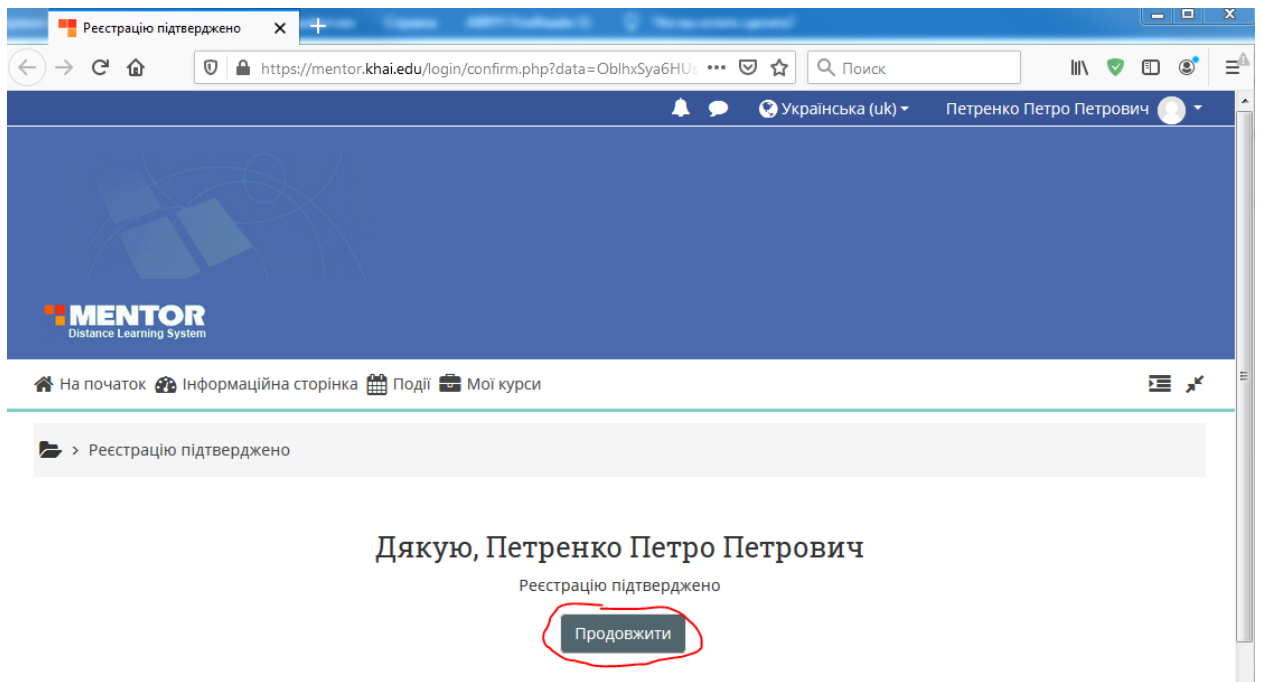 Реєстрацію підтверджено
https://mentor.khai.edu/login/confirm.php?data=OblhxSya6HUs
Поиск
Українська (uk)
Петренко Петро Петрович
MENTOR
Distance Learning System
На початок Інформаційна сторінка Події Мої курси
> Реєстрацію підтверджено
Дякую, Петренко Петро Петрович
Реєстрацію підтверджено
Продовжити